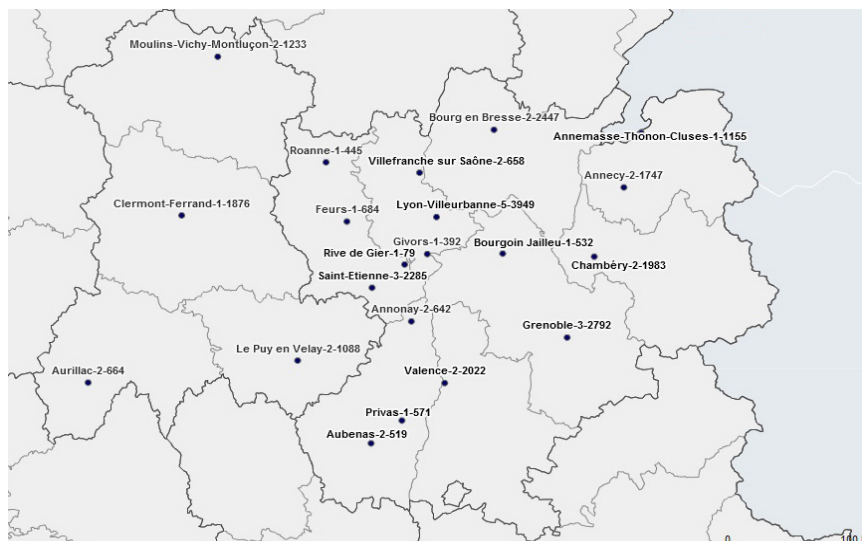 Moulins-Vichy-Montluçon-2-1233
Bourg en Bresse-2-2447
Annemasse-Thonon-Cluses-1-1155
Roanne-1-445
Villefranche sur Saône-2-658
Annecy-2-1747
Clermont-Ferrand-1-1876
Lyon-Villeurbanne-5-3949
Feurs-1-684
Givors-1-392
Bourgoin Jailleu-1-532
Rive de Gier-1-79
Chambéry-2-1983
Saint-Etienne-3-2285
Annonay-2-642
Grenoble-3-2792
Le Puy en Velay-2-1088
Aurillac-2-664
Valence-2-2022
Privas-1-571
Aubenas-2-519
0 100